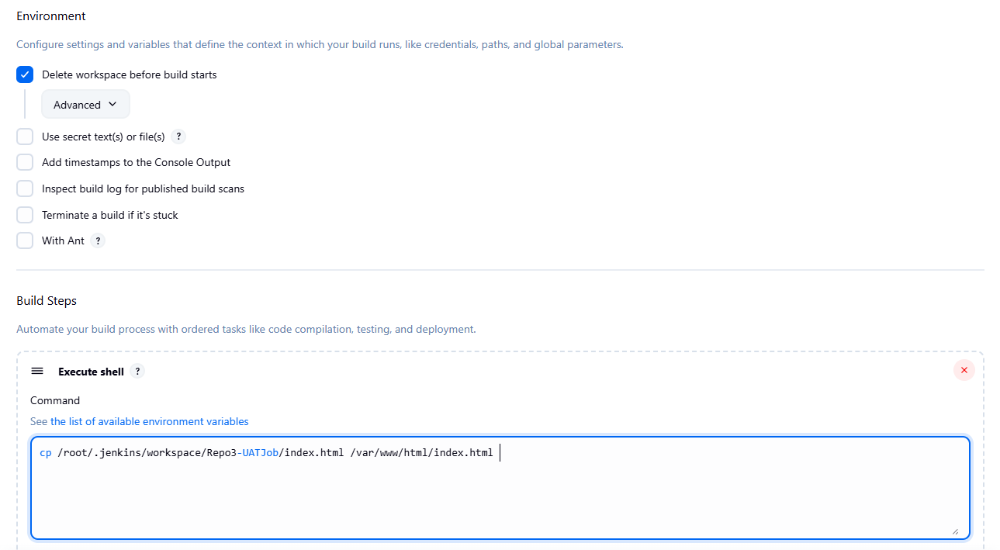 Environment
Configure settings and variables that define the context in which your build runs, like credentials, paths, and global parameters.
Delete workspace before build starts
Advanced
Use secret text(s) or file(s) ?
Add timestamps to the Console Output
Inspect build log for published build scans
Terminate a build if it's stuck
With Ant ?
Build Steps
Automate your build process with ordered tasks like code compilation, testing, and deployment.
Execute shell ?
Command
See the list of available environment variables
cp /root/.jenkins/workspace/Repo3-UATJob/index.html /var/www/html/index.html